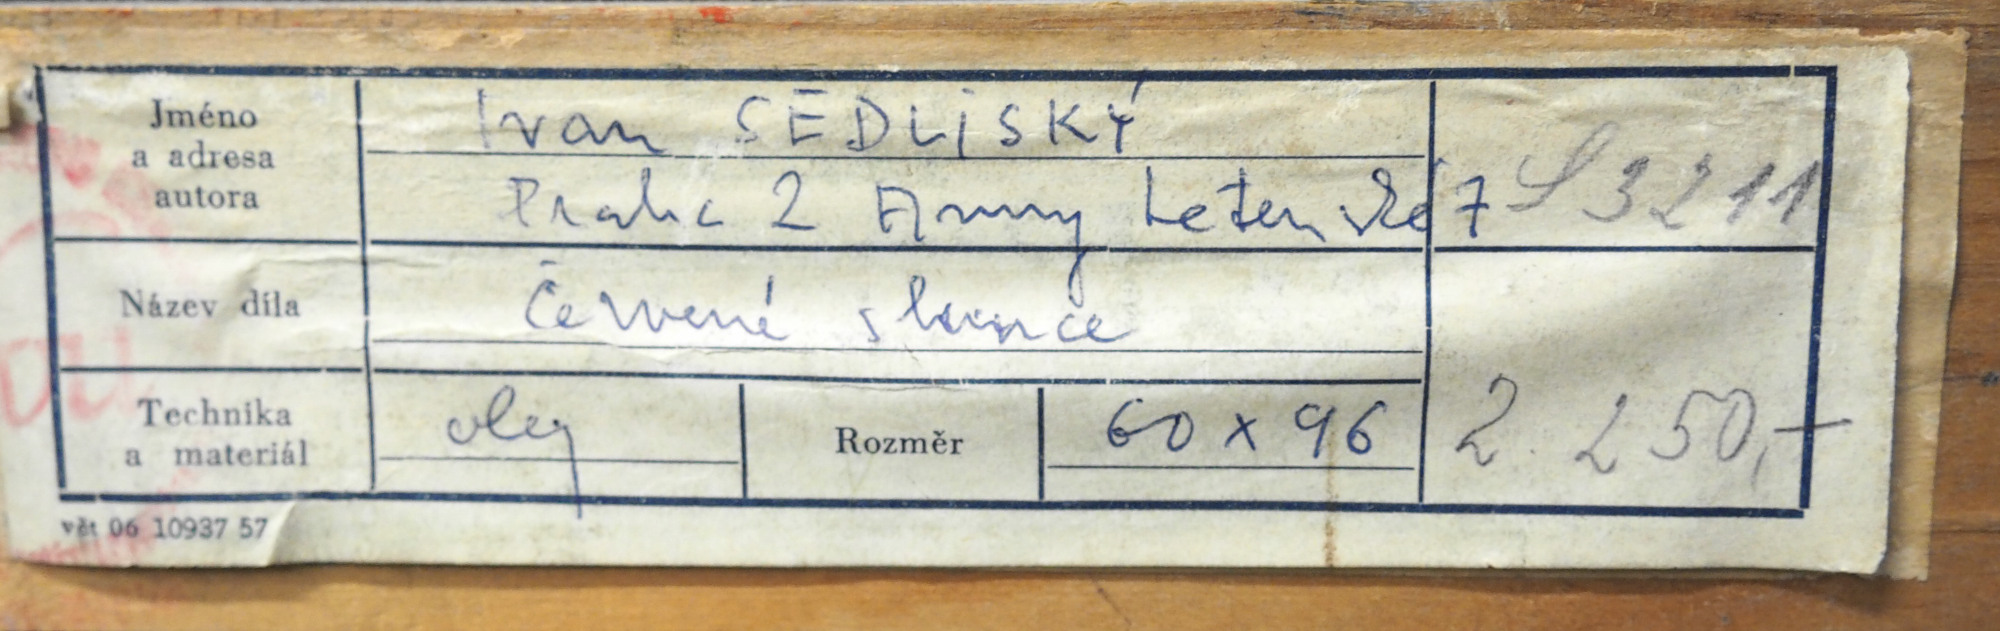 Jméno
a adresa
autora
Ivan SEDLISKÝ
Praha 2 Anny Letenské 7
S 3211
Název díla
Červené slunce
Technika
a materiál
olej
Rozměr
60 x 96
2.250,-
vět 06 10937 57